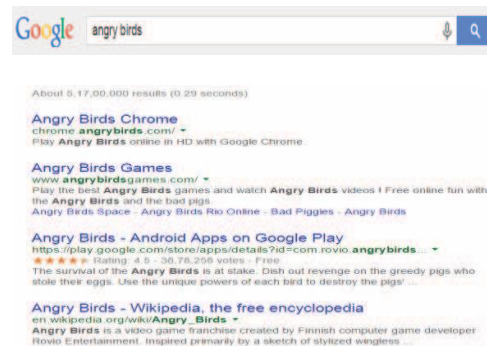 Google angry birds
About 5,17,00,000 results (0.29 seconds)
Angry Birds Chrome
chrome.angrybirds.com/
Play Angry Birds online in HD with Google Chrome.
Angry Birds Games
www.angrybirdsgames.com/
Play the best Angry Birds games and watch Angry Birds videos ! Free online fun with
the Angry Birds and the bad pigs.
Angry Birds Space - Angry Birds Rio Online - Bad Piggies - Angry Birds
Angry Birds - Android Apps on Google Play
https://play.google.com/store/apps/details?id=com.rovio.angrybirds...
Rating: 4.5 - 36,78,256 votes - Free
The survival of the Angry Birds is at stake. Dish out revenge on the greedy pigs who
stole their eggs. Use the unique powers of each bird to destroy the pigs' ...
Angry Birds - Wikipedia, the free encyclopedia
en.wikipedia.org/wiki/Angry_Birds
Angry Birds is a video game franchise created by Finnish computer game developer
Rovio Entertainment. Inspired primarily by a sketch of stylized wingless ...